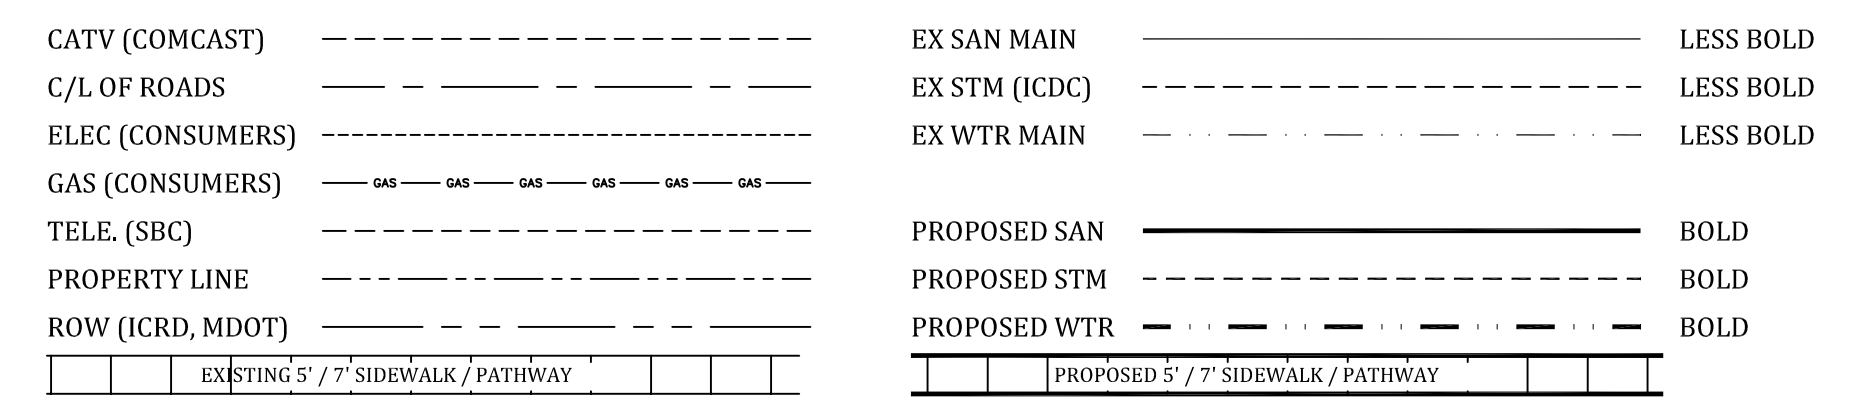 CATV (COMCAST)
C/L OF ROADS
ELEC (CONSUMERS)
GAS (CONSUMERS) GAS GAS GAS GAS GAS GAS
TELE. (SBC)
PROPERTY LINE
ROW (ICRD, MDOT)
EXISTING 5' / 7' SIDEWALK / PATHWAY
EX SAN MAIN LESS BOLD
EX STM (ICDC) LESS BOLD
EX WTR MAIN LESS BOLD
PROPOSED SAN BOLD
PROPOSED STM BOLD
PROPOSED WTR BOLD
PROPOSED 5' / 7' SIDEWALK / PATHWAY